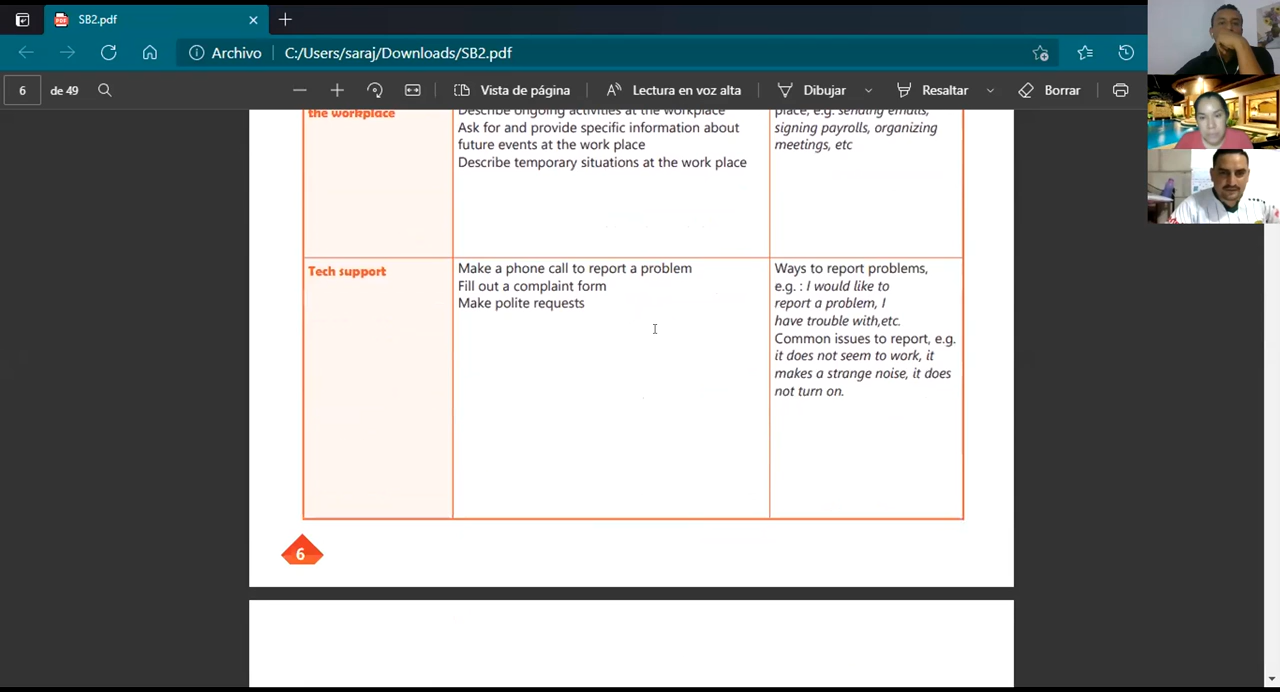 SB2.pdf
Archivo
C:/Users/saraj/Downloads/SB2.pdf
6 de 49
Vista de página
Lectura en voz alta
Dibujar
Resaltar
Borrar
the workplace
Describe ongoing activities at the workplace
Ask for and provide specific information about
future events at the work place
Describe temporary situations at the work place
place, e.g. sending emails,
signing payrolls, organizing
meetings, etc
Tech support
Make a phone call to report a problem
Fill out a complaint form
Make polite requests
Ways to report problems,
e.g. : I would like to
report a problem, I
have trouble with,etc.
Common issues to report, e.g.
it does not seem to work, it
makes a strange noise, it does
not turn on.
6